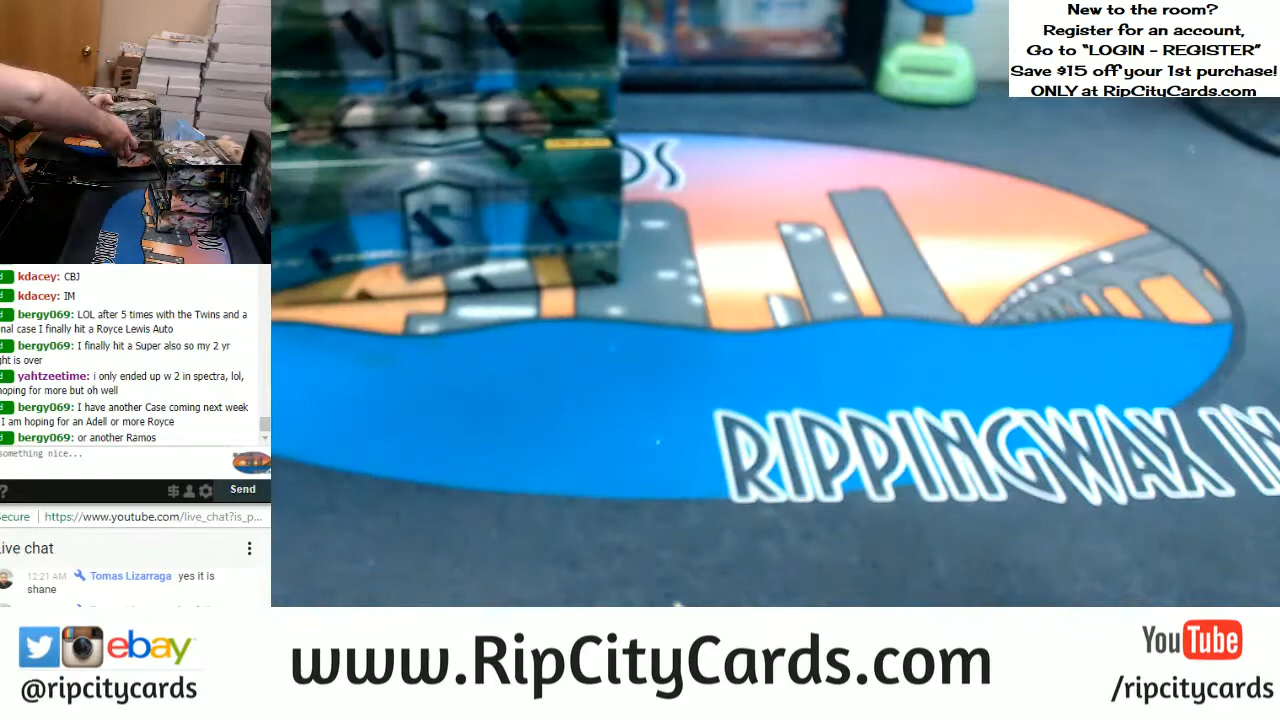 New to the room?
Register for an account,
Go to “LOGIN - REGISTER”
Save $15 off your 1st purchase!
ONLY at RipCityCards.com
DS
RIPPINGWAX IN
kdacey: CBJ
kdacey: IM
bergy069: LOL after 5 times with the Twins and a
nal case I finally hit a Royce Lewis Auto
bergy069: I finally hit a Super also so my 2 yr
ght is over
yahtzeetime: i only ended up w 2 in spectra, lol,
oping for more but oh well
bergy069: I have another Case coming next week
I am hoping for an Adell or more Royce
bergy069: or another Ramos
something nice...
Send
Secure https://www.youtube.com/live_chat?is_p...
Live chat
12:21 AM Tomas Lizarraga yes it is
shane
ebay
@ripcitycards
www.RipCityCards.com
YouTube
/ripcitycards